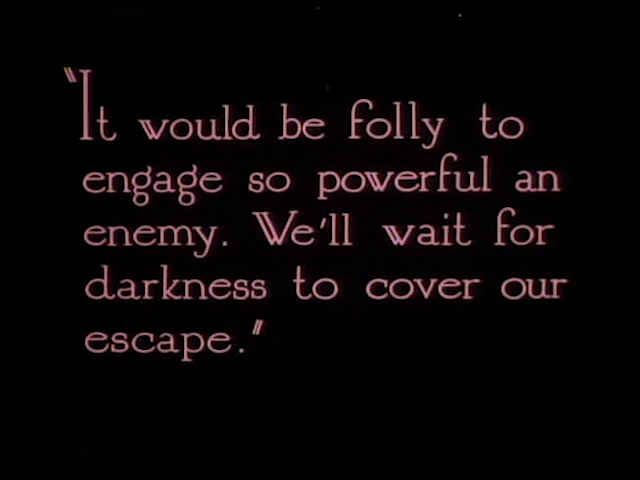 "It would be folly to
engage so powerful an
enemy. We'll wait for
darkness to cover our
escape."